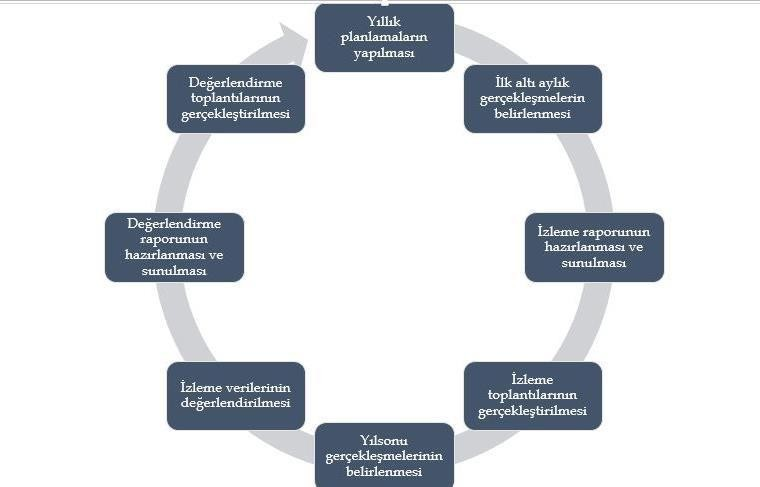 Yıllık
planlamaların
yapılması
İlk altı aylık
gerçekleşmelerin
belirlenmesi
İzleme raporunun
hazırlanması ve
sunulması
İzleme
toplantılarının
gerçekleştirilmesi
Yılsonu
gerçekleşmelerinin
belirlenmesi
İzleme verilerinin
değerlendirilmesi
Değerlendirme
raporunun
hazırlanması ve
sunulması
Değerlendirme
toplantılarının
gerçekleştirilmesi